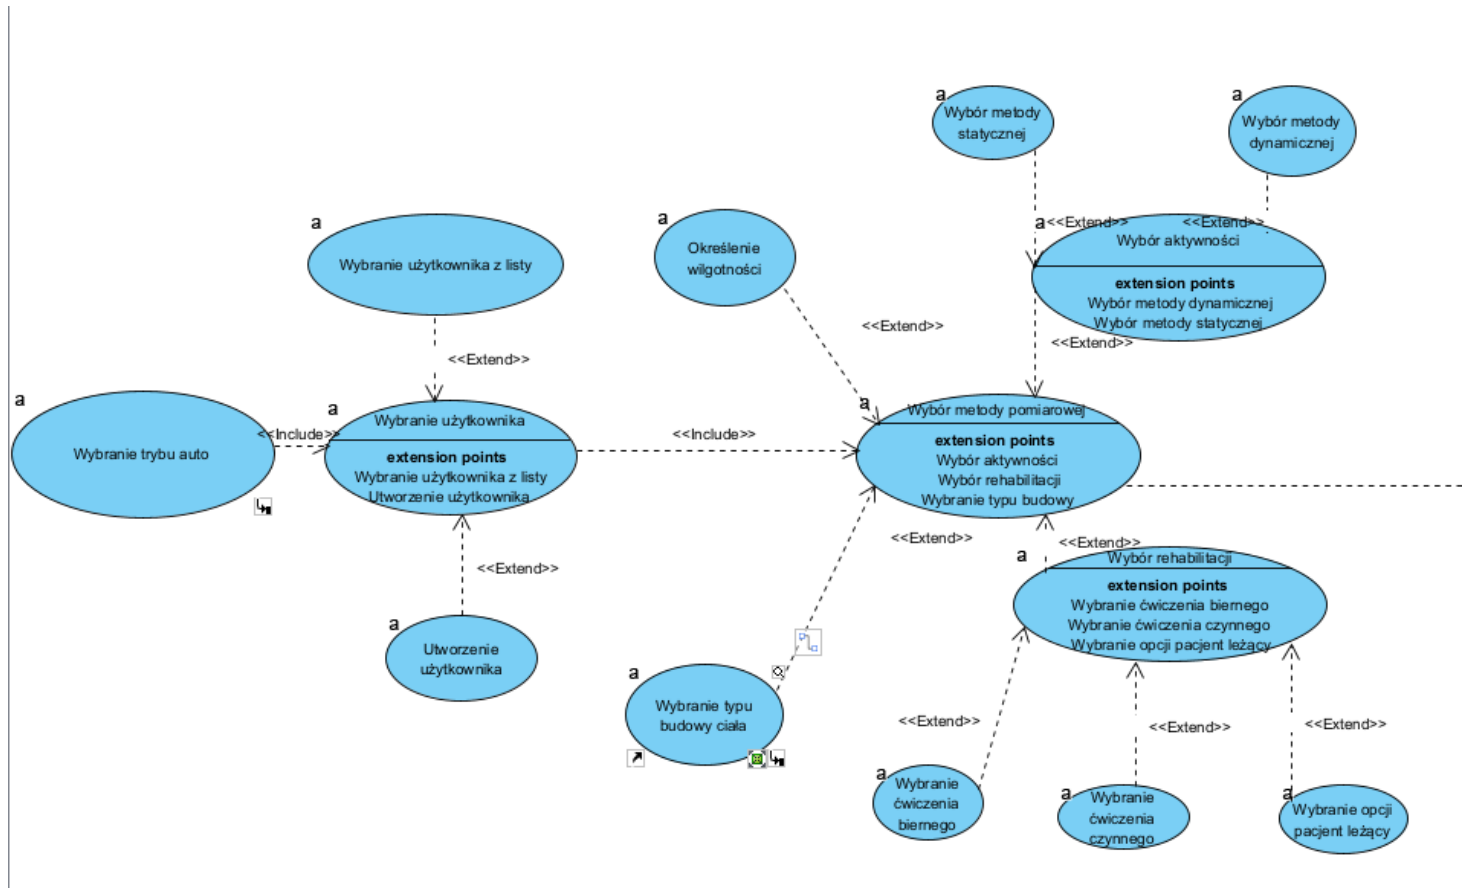 a
Wybór metody
statycznej
a
Wybór metody
dynamicznej
a
Wybranie użytkownika z listy
a
Określenie
wilgotności
a
<<Extend>>
<<Extend>>
Wybór aktywności
extension points
Wybór metody dynamicznej
Wybór metody statycznej
<<Extend>>
<<Extend>>
<<Extend>>
a
Wybranie trybu auto
<<Include>>
a
Wybranie użytkownika
extension points
Wybranie użytkownika z listy
Utworzenie użytkownika
<<Include>>
a
Wybór metody pomiarowej
extension points
Wybór aktywności
Wybór rehabilitacji
Wybranie typu budowy
<<Extend>>
<<Extend>>
<<Extend>>
a
Wybór rehabilitacji
extension points
Wybranie ćwiczenia biernego
Wybranie ćwiczenia czynnego
Wybranie opcji pacjent leżący
a
Utworzenie
użytkownika
a
Wybranie typu
budowy ciała
<<Extend>>
<<Extend>>
<<Extend>>
a
Wybranie
ćwiczenia
biernego
a
Wybranie
ćwiczenia
czynnego
a
Wybranie opcji
pacjent leżący